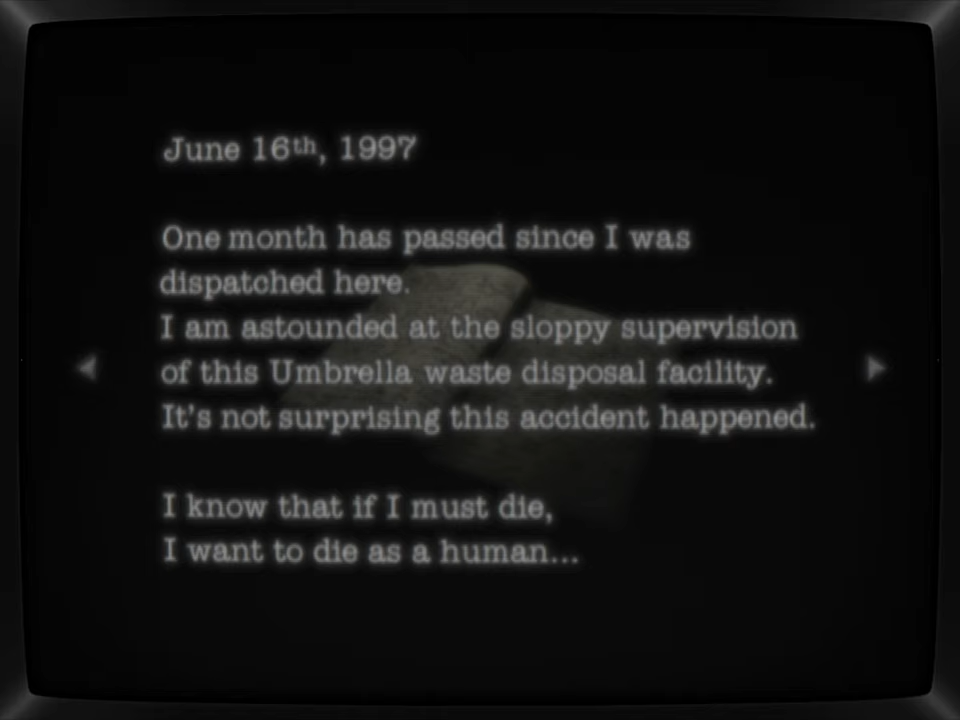 June 16th, 1997
One month has passed since I was
dispatched here.
I am astounded at the sloppy supervision
of this Umbrella waste disposal facility.
It's not surprising this accident happened.
I know that if I must die,
I want to die as a human...